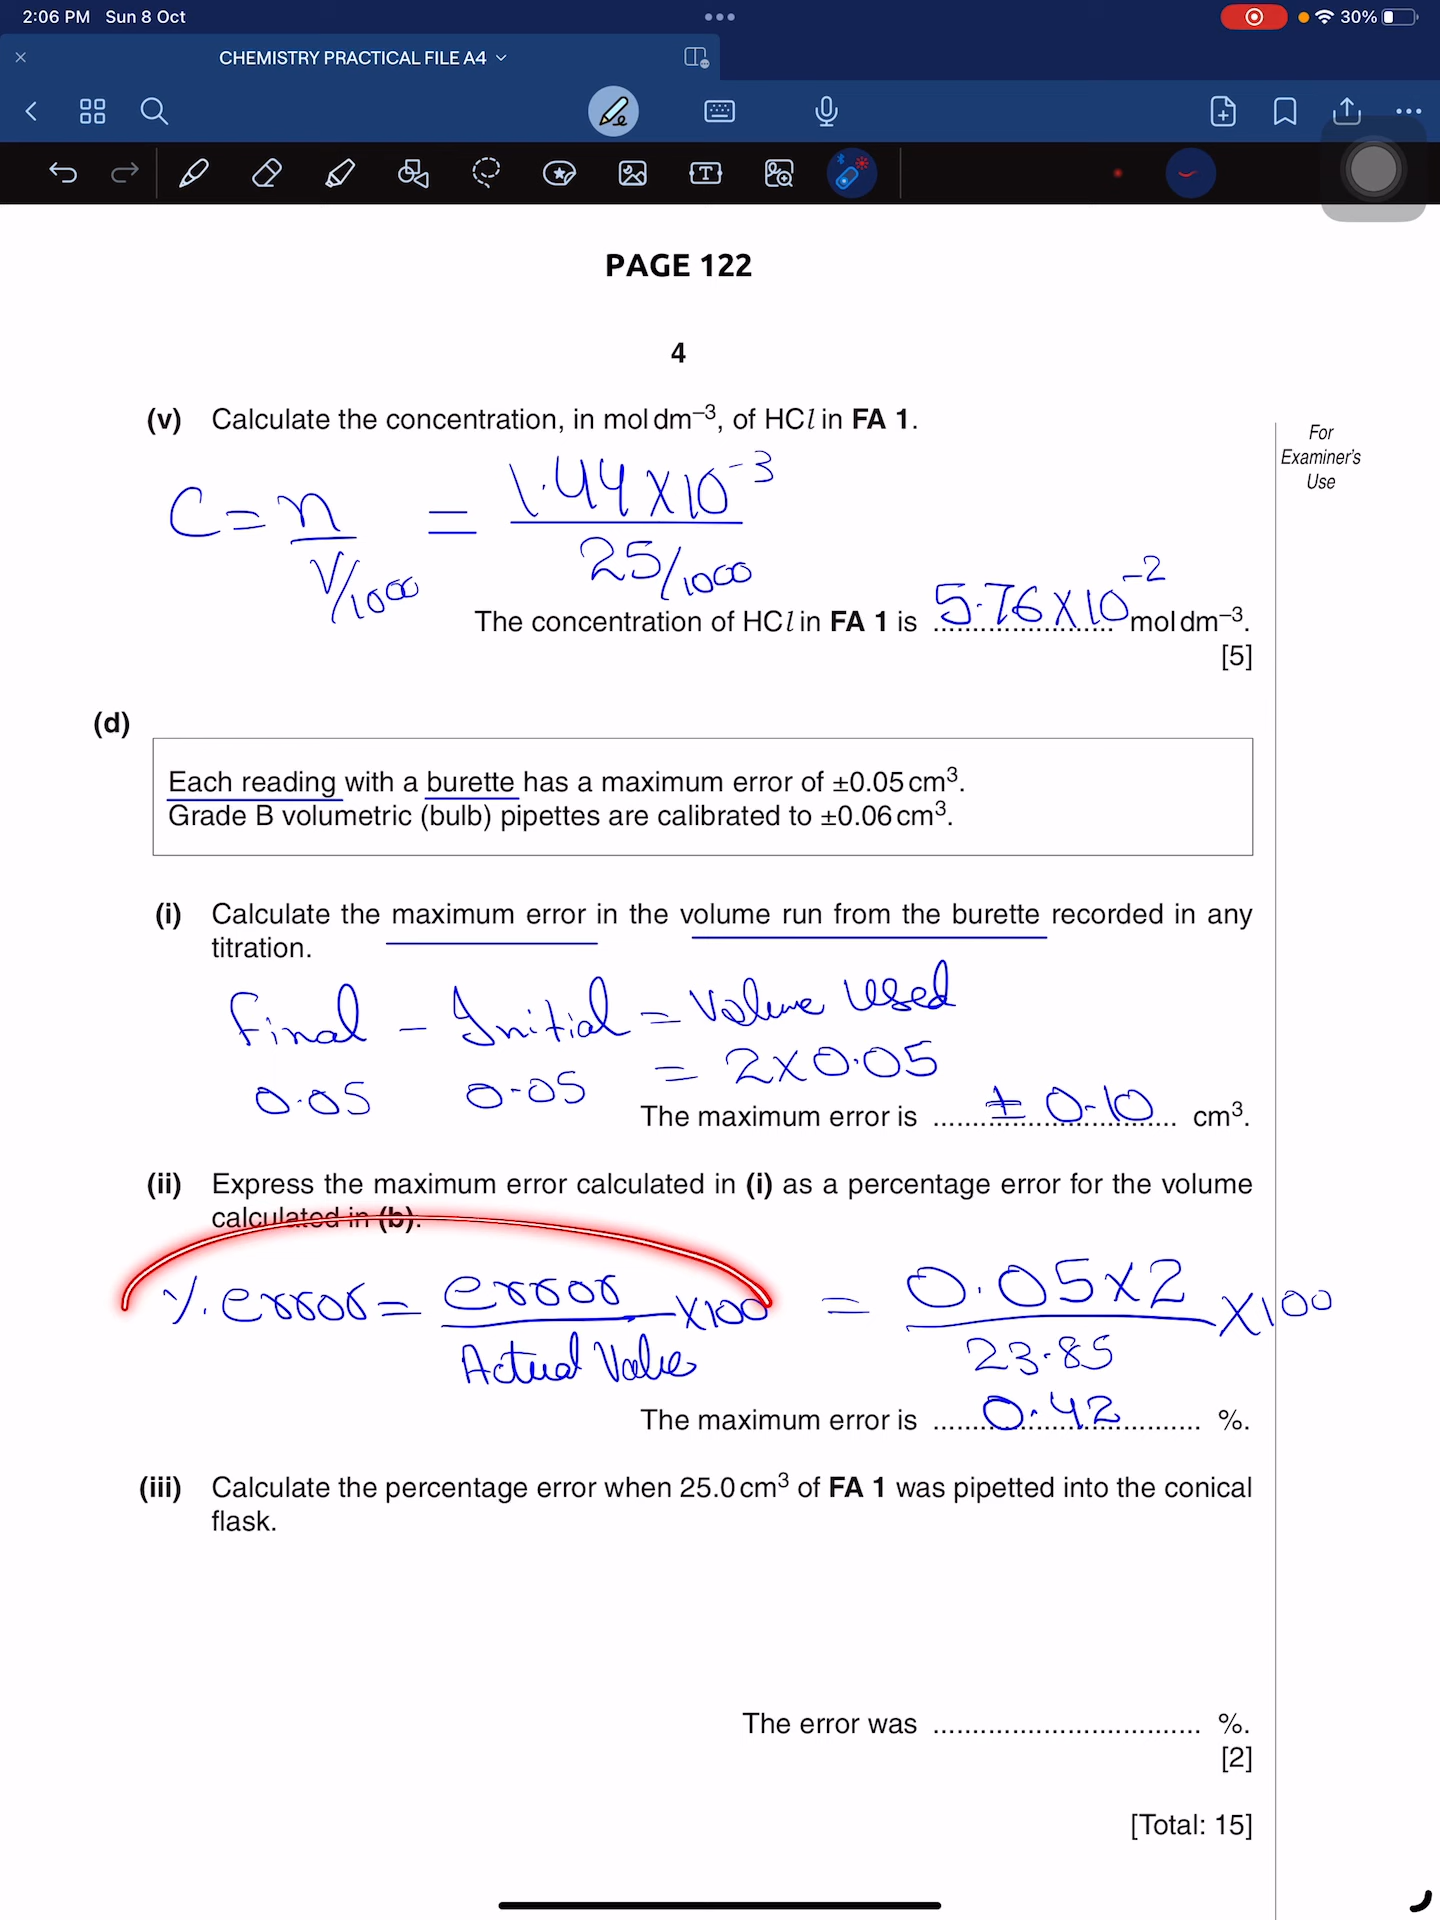 2:06 PM Sun 8 Oct
30%
CHEMISTRY PRACTICAL FILE A4
PAGE 122
4
For
Examiner's
Use
(v) Calculate the concentration, in mol dm⁻³, of HCl in FA 1.
C = n = 1.44 × 10⁻³
V/1000 25/1000
The concentration of HCl in FA 1 is 5.76 × 10⁻² mol dm⁻³.
[5]
(d)
Each reading with a burette has a maximum error of ±0.05 cm³.
Grade B volumetric (bulb) pipettes are calibrated to ±0.06 cm³.
(i) Calculate the maximum error in the volume run from the burette recorded in any
titration.
Final – Initial = Volume Used
0.05 0.05 = 2×0.05
The maximum error is ± 0.10 cm³.
(ii) Express the maximum error calculated in (i) as a percentage error for the volume
calculated in (b).
%. error = error ×100 = 0.05×2 ×100
Actual Value 23.85
The maximum error is 0.42 %.
(iii) Calculate the percentage error when 25.0 cm³ of FA 1 was pipetted into the conical
flask.
The error was .................................. %.
[2]
[Total: 15]